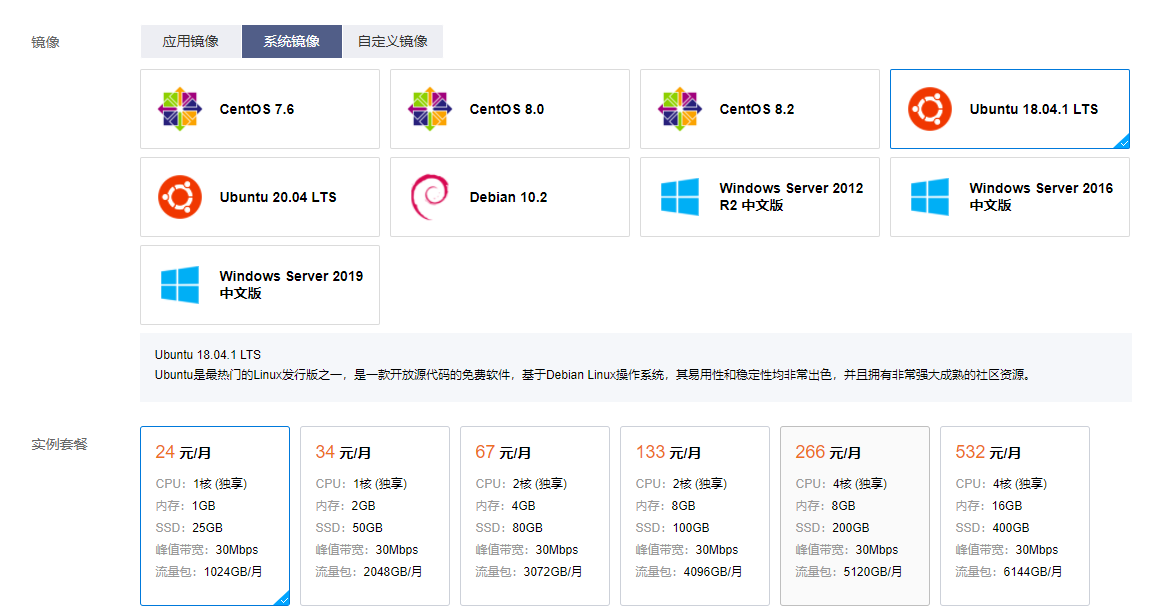 镜像
应用镜像 系统镜像 自定义镜像
CentOS 7.6 CentOS 8.0 CentOS 8.2 Ubuntu 18.04.1 LTS
Ubuntu 20.04 LTS Debian 10.2 Windows Server 2012 R2 中文版 Windows Server 2016 中文版
Windows Server 2019
中文版
Ubuntu 18.04.1 LTS
Ubuntu是最热门的Linux发行版之一，是一款开放源代码的免费软件，基于Debian Linux操作系统，其易用性和稳定性均非常出色，并且拥有非常强大成熟的社区资源。
实例套餐
24 元/月
CPU：1核 (独享)
内存：1GB
SSD：25GB
峰值带宽：30Mbps
流量包：1024GB/月
34 元/月
CPU：1核 (独享)
内存：2GB
SSD：50GB
峰值带宽：30Mbps
流量包：2048GB/月
67 元/月
CPU：2核 (独享)
内存：4GB
SSD：80GB
峰值带宽：30Mbps
流量包：3072GB/月
133 元/月
CPU：2核 (独享)
内存：8GB
SSD：100GB
峰值带宽：30Mbps
流量包：4096GB/月
266 元/月
CPU：4核 (独享)
内存：8GB
SSD：200GB
峰值带宽：30Mbps
流量包：5120GB/月
532 元/月
CPU：4核 (独享)
内存：16GB
SSD：400GB
峰值带宽：30Mbps
流量包：6144GB/月